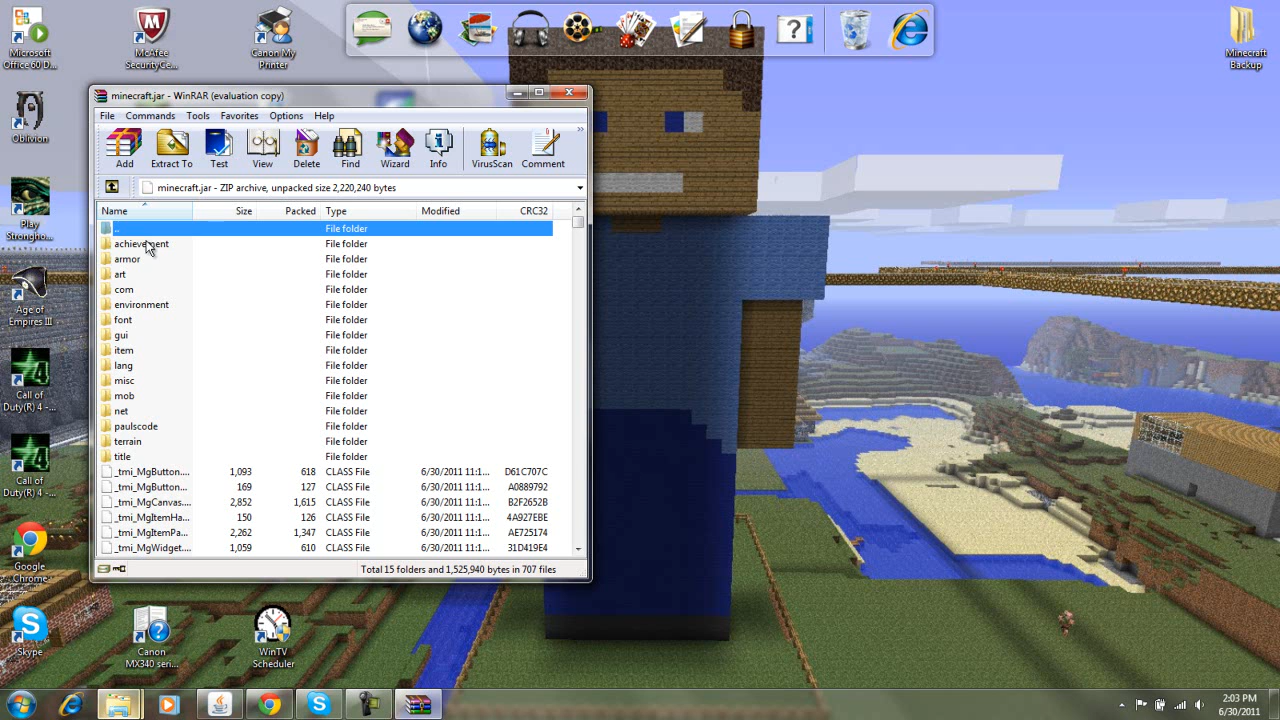 Microsoft
Office 60 D...
McAfee
SecurityCe...
Canon My
Printer
Minecraft
Backup
Oblivion
Play
Strongho...
Age of
Empires III
Call of
Duty(R) 4 -...
Call of
Duty(R) 4 -...
Google
Chrome
Skype
Canon
MX340 seri...
WinTV
Scheduler
minecraft.jar - WinRAR (evaluation copy)
File Commands Tools Favorites Options Help
Add Extract To Test View Delete Find Wizard Info VirusScan Comment
minecraft.jar - ZIP archive, unpacked size 2,220,240 bytes
Name Size Packed Type Modified CRC32
.. File folder
achievement File folder
armor File folder
art File folder
com File folder
environment File folder
font File folder
gui File folder
item File folder
lang File folder
misc File folder
mob File folder
net File folder
paulscode File folder
terrain File folder
title File folder
_tmi_MgButton.... 1,093 618 CLASS File 6/30/2011 11:1... D61C707C
_tmi_MgButton... 169 127 CLASS File 6/30/2011 11:1... A0889792
_tmi_MgCanvas.... 2,852 1,615 CLASS File 6/30/2011 11:1... B2F2652B
_tmi_MgItemHa... 150 126 CLASS File 6/30/2011 11:1... 4A927EBE
_tmi_MgItemPa... 2,262 1,347 CLASS File 6/30/2011 11:1... AE725174
_tmi_MgWidget.... 1,059 610 CLASS File 6/30/2011 11:1... 31D419E4
Total 15 folders and 1,525,940 bytes in 707 files
2:03 PM
6/30/2011